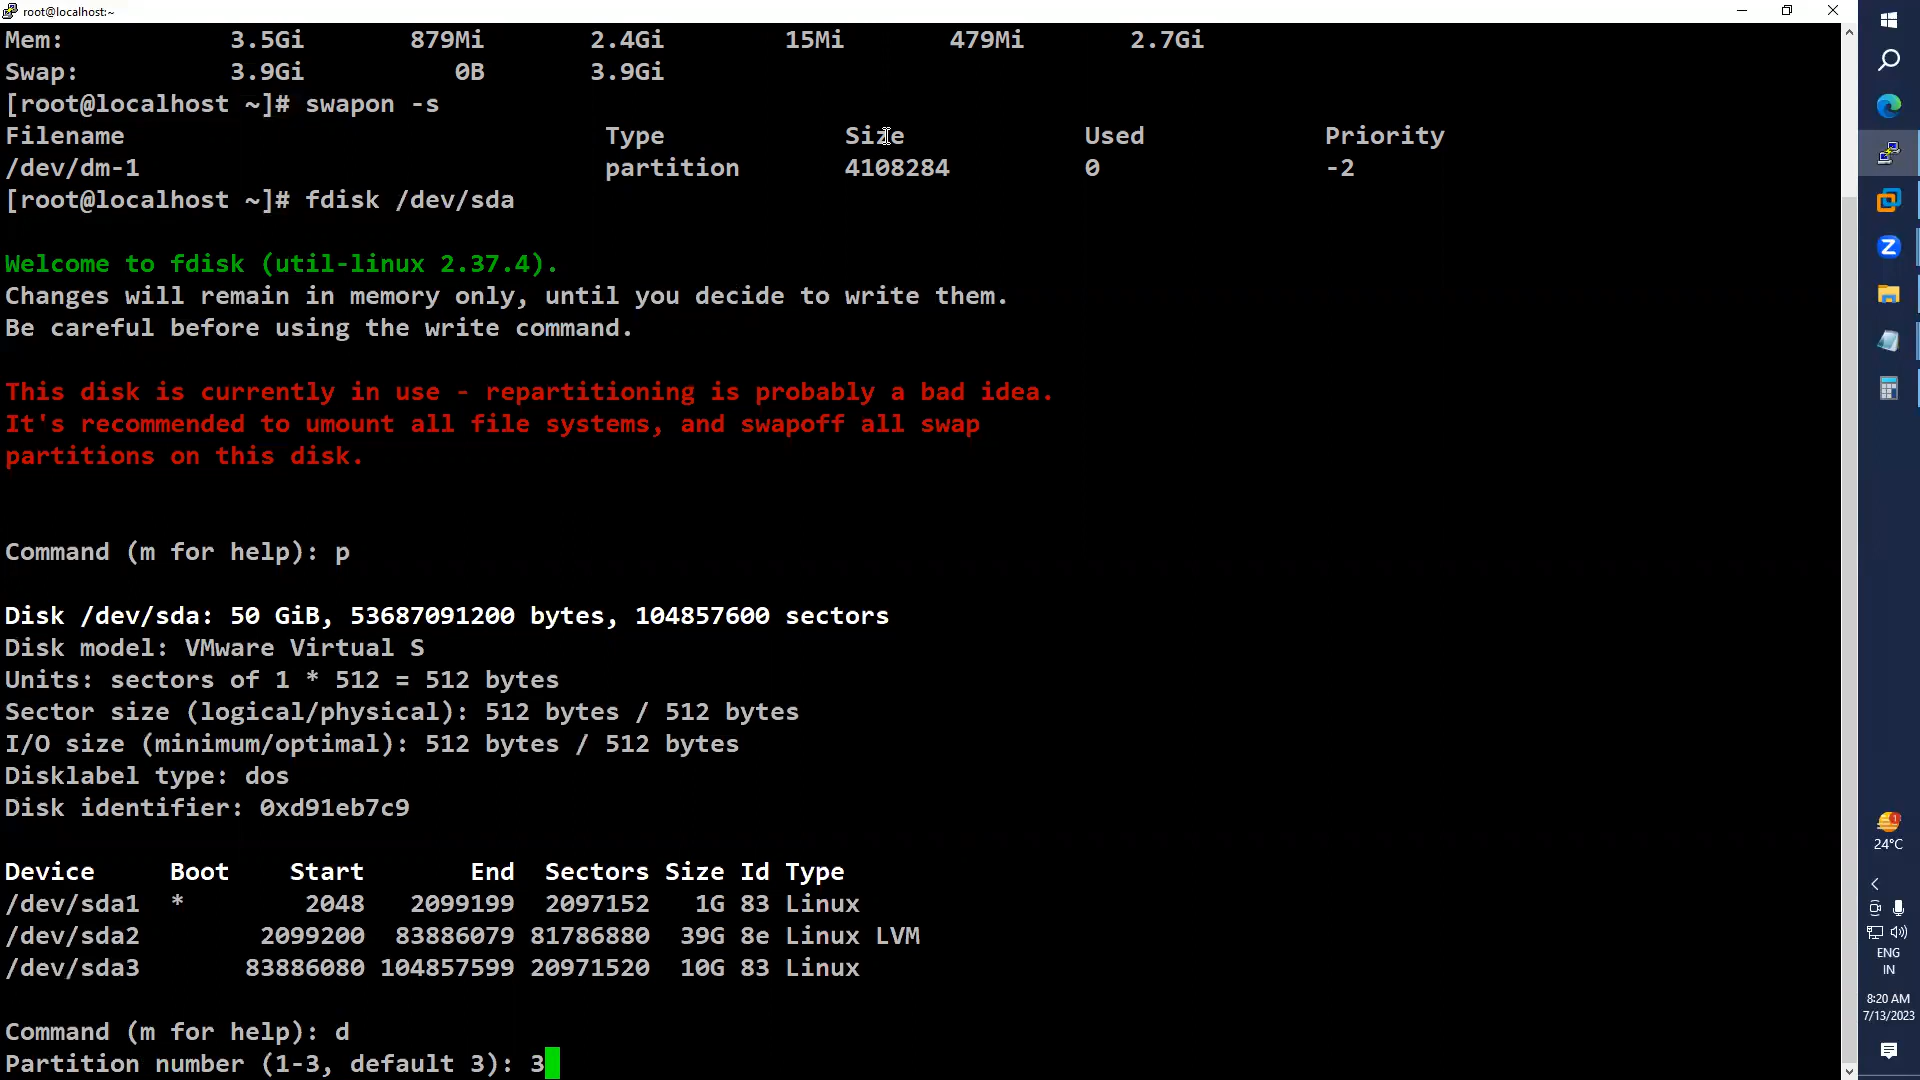 root@localhost:~
Mem: 3.5Gi 879Mi 2.4Gi 15Mi 479Mi 2.7Gi
Swap: 3.9Gi 0B 3.9Gi
[root@localhost ~]# swapon -s
Filename Type Size Used Priority
/dev/dm-1 partition 4108284 0 -2
[root@localhost ~]# fdisk /dev/sda
Welcome to fdisk (util-linux 2.37.4).
Changes will remain in memory only, until you decide to write them.
Be careful before using the write command.
This disk is currently in use - repartitioning is probably a bad idea.
It's recommended to umount all file systems, and swapoff all swap
partitions on this disk.
Command (m for help): p
Disk /dev/sda: 50 GiB, 53687091200 bytes, 104857600 sectors
Disk model: VMware Virtual S
Units: sectors of 1 * 512 = 512 bytes
Sector size (logical/physical): 512 bytes / 512 bytes
I/O size (minimum/optimal): 512 bytes / 512 bytes
Disklabel type: dos
Disk identifier: 0xd91eb7c9
Device Boot Start End Sectors Size Id Type
/dev/sda1 * 2048 2099199 2097152 1G 83 Linux
/dev/sda2 2099200 83886079 81786880 39G 8e Linux LVM
/dev/sda3 83886080 104857599 20971520 10G 83 Linux
Command (m for help): d
Partition number (1-3, default 3): 3
Z
1
24°C
ENG
IN
8:20 AM
7/13/2023